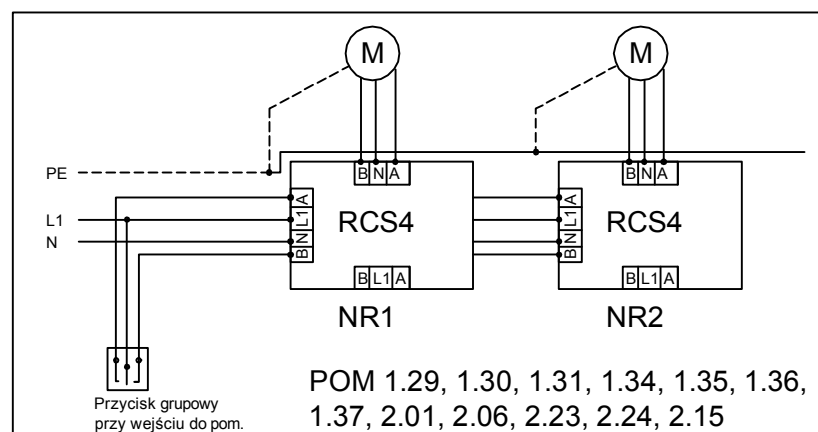 M M
PE
B N A B N A
A A
L1 L1 RCS4 L1 RCS4
N N N
B B
B L1 A B L1 A
NR1 NR2
POM 1.29, 1.30, 1.31, 1.34, 1.35, 1.36,
1.37, 2.01, 2.06, 2.23, 2.24, 2.15
Przycisk grupowy
przy wejściu do pom.